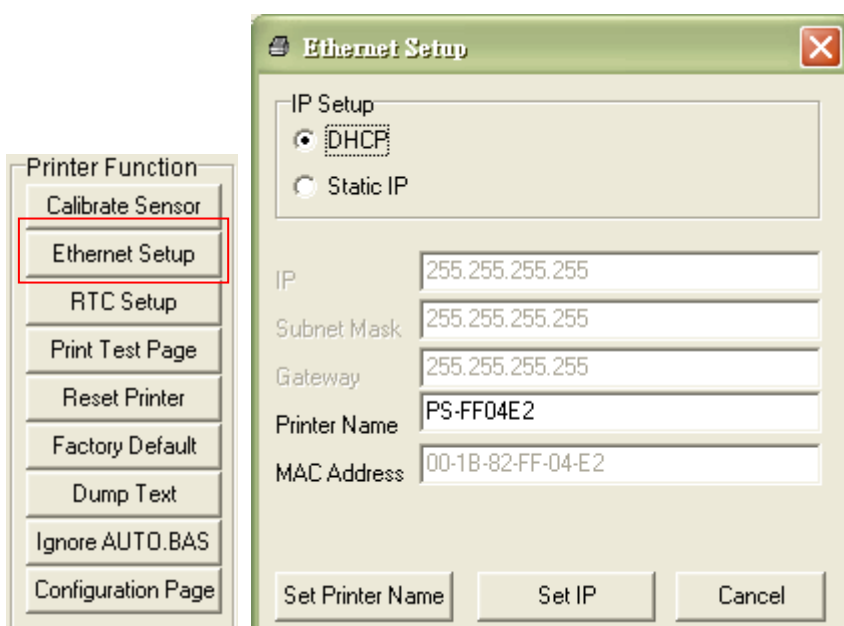 Printer Function
Calibrate Sensor
Ethernet Setup
RTC Setup
Print Test Page
Reset Printer
Factory Default
Dump Text
Ignore AUTO.BAS
Configuration Page
Ethernet Setup
IP Setup
DHCP
Static IP
IP 255.255.255.255
Subnet Mask 255.255.255.255
Gateway 255.255.255.255
Printer Name PS-FF04E2
MAC Address 00-1B-82-FF-04-E2
Set Printer Name Set IP Cancel